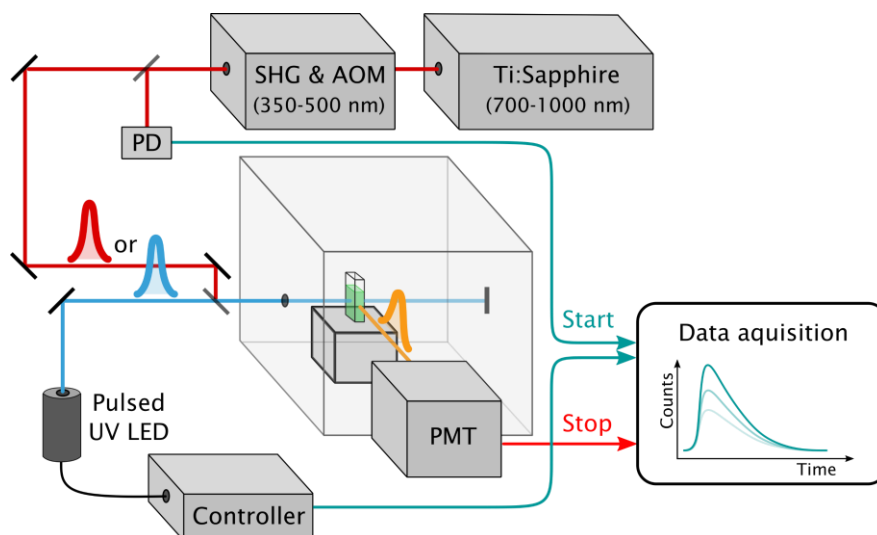 SHG & AOM
(350-500 nm)
Ti:Sapphire
(700-1000 nm)
PD
or
Start
Data aquisition
Counts
Time
Pulsed
UV LED
PMT
Stop
Controller